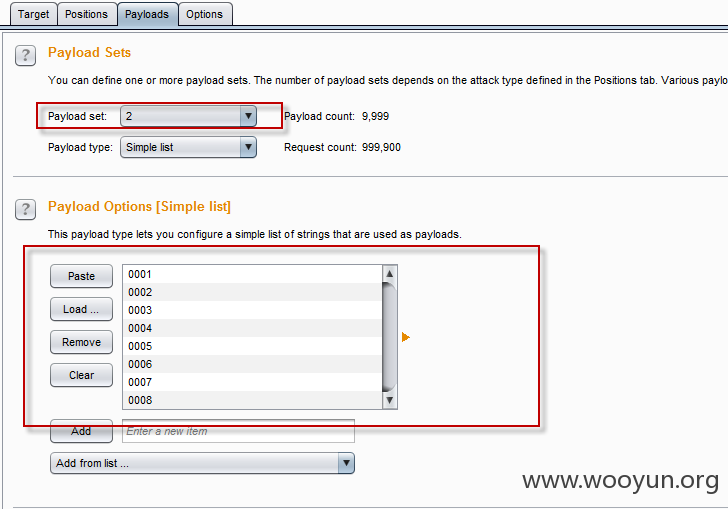 Target Positions Payloads Options
? Payload Sets
You can define one or more payload sets. The number of payload sets depends on the attack type defined in the Positions tab. Various paylo
Payload set: 2 Payload count: 9,999
Payload type: Simple list Request count: 999,900
? Payload Options [Simple list]
This payload type lets you configure a simple list of strings that are used as payloads.
Paste
Load ...
Remove
Clear
0001
0002
0003
0004
0005
0006
0007
0008
Add Enter a new item
Add from list ...
www.wooyun.org